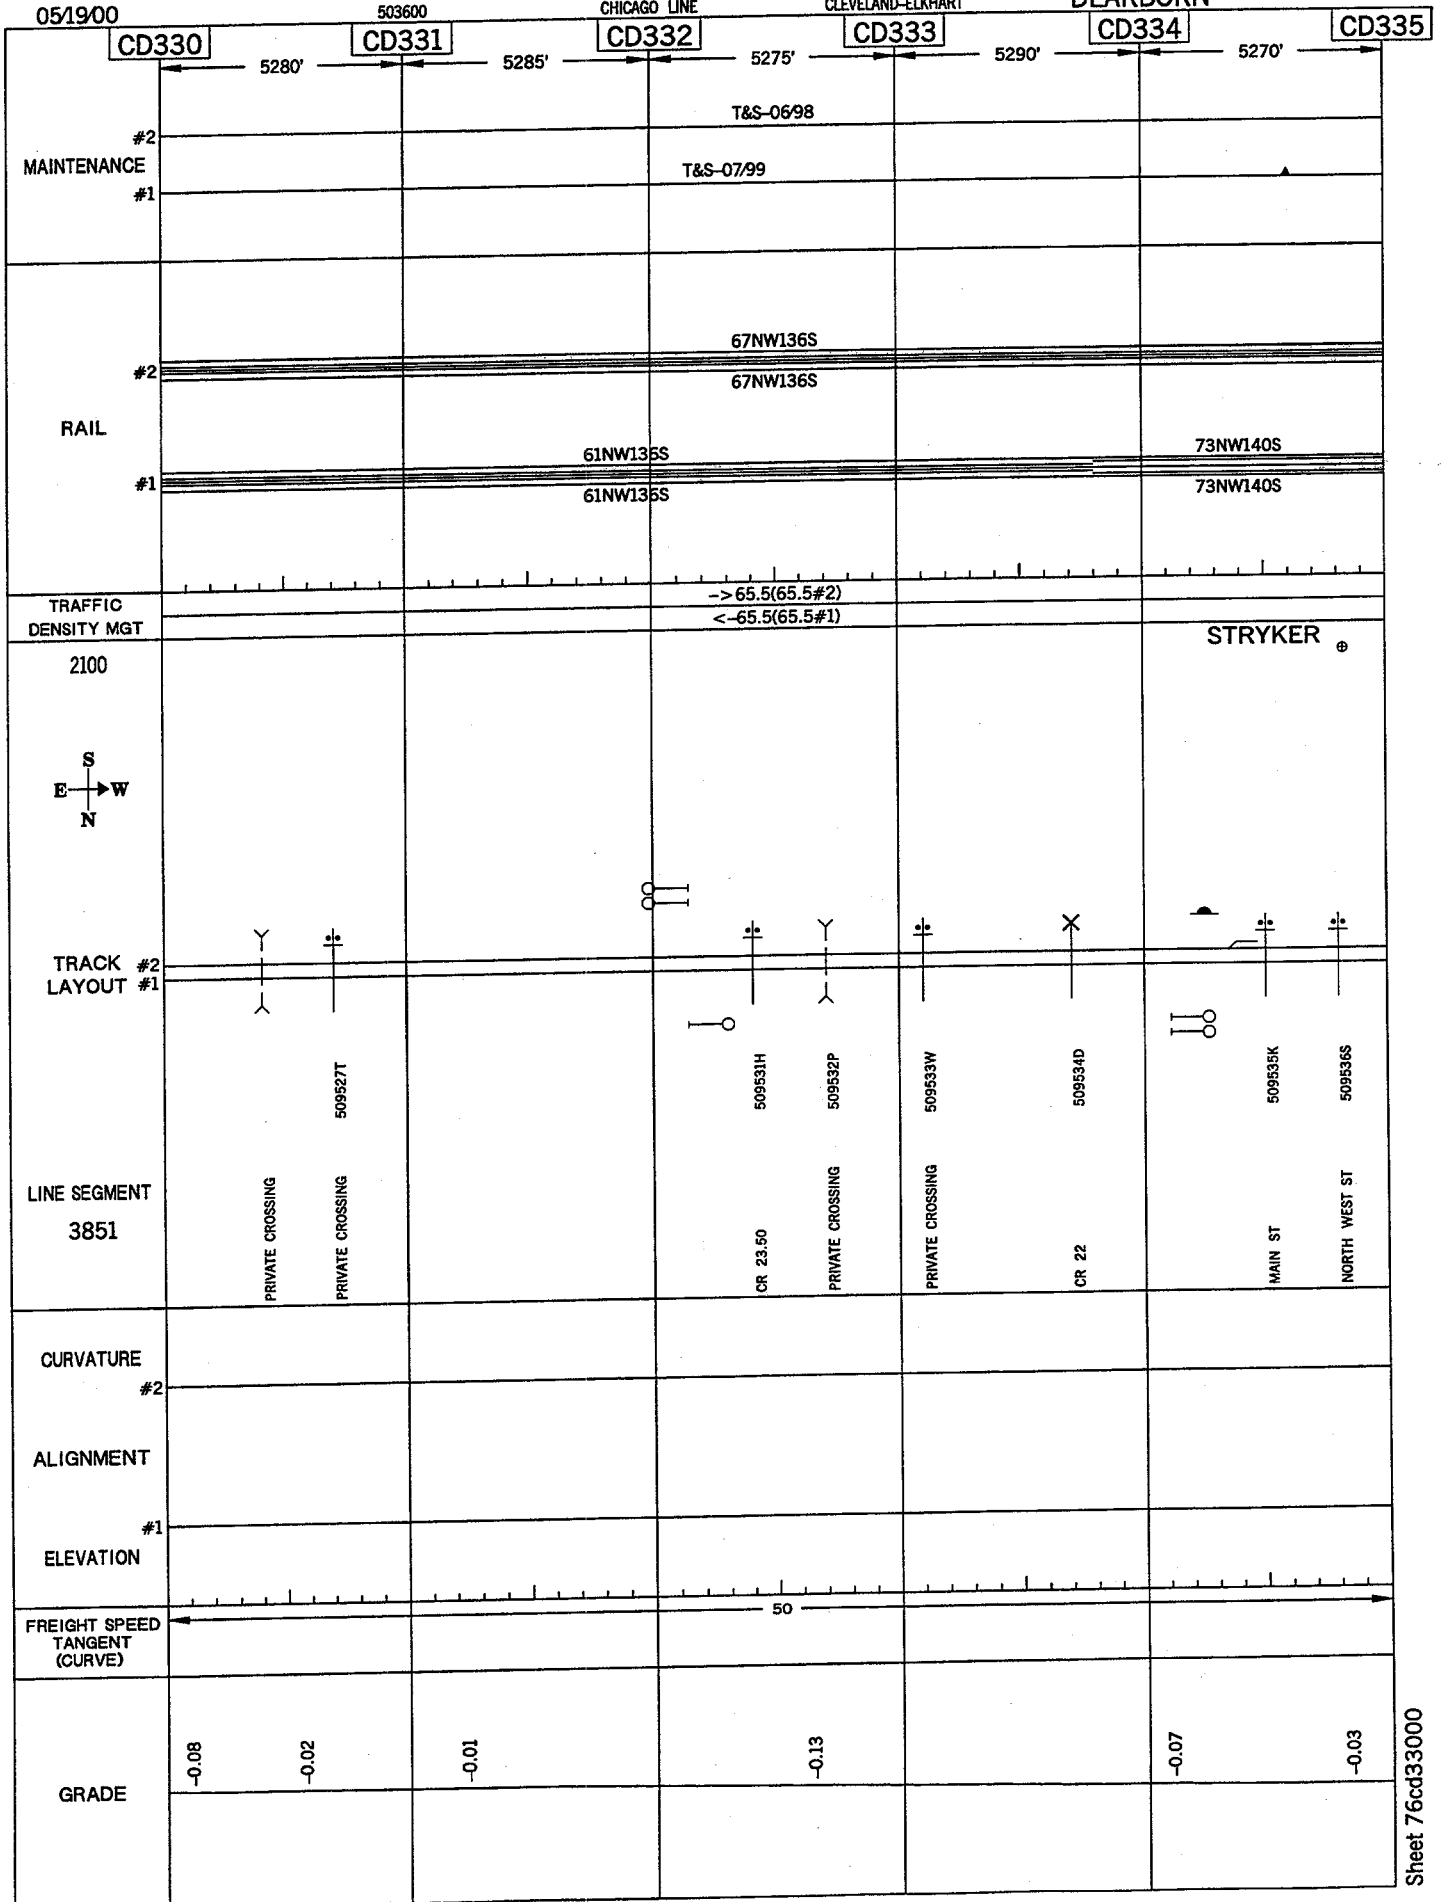 05/19/00 503600 CHICAGO LINE CLEVELAND-ELKHART DEARBORN
CD330 CD331 CD332 CD333 CD334 CD335
5280' 5285' 5275' 5290' 5270'
T&S-06/98
#2
MAINTENANCE
T&S-07/99
#1
67NW136S
#2
67NW136S
RAIL
61NW136S 73NW140S
#1
61NW136S 73NW140S
TRAFFIC
DENSITY MGT
->65.5(65.5#2)
<-65.5(65.5#1)
2100
STRYKER
S
E W
N
TRACK #2
LAYOUT #1
509527T
509531H
509532P
509533W
509534D
509535K
509536S
LINE SEGMENT
3851
PRIVATE CROSSING
PRIVATE CROSSING
CR 23.50
PRIVATE CROSSING
PRIVATE CROSSING
CR 22
MAIN ST
NORTH WEST ST
CURVATURE
#2
ALIGNMENT
#1
ELEVATION
FREIGHT SPEED
TANGENT
(CURVE)
50
GRADE
-0.08
-0.02
-0.01
-0.13
-0.07
-0.03
Sheet 76cd33000